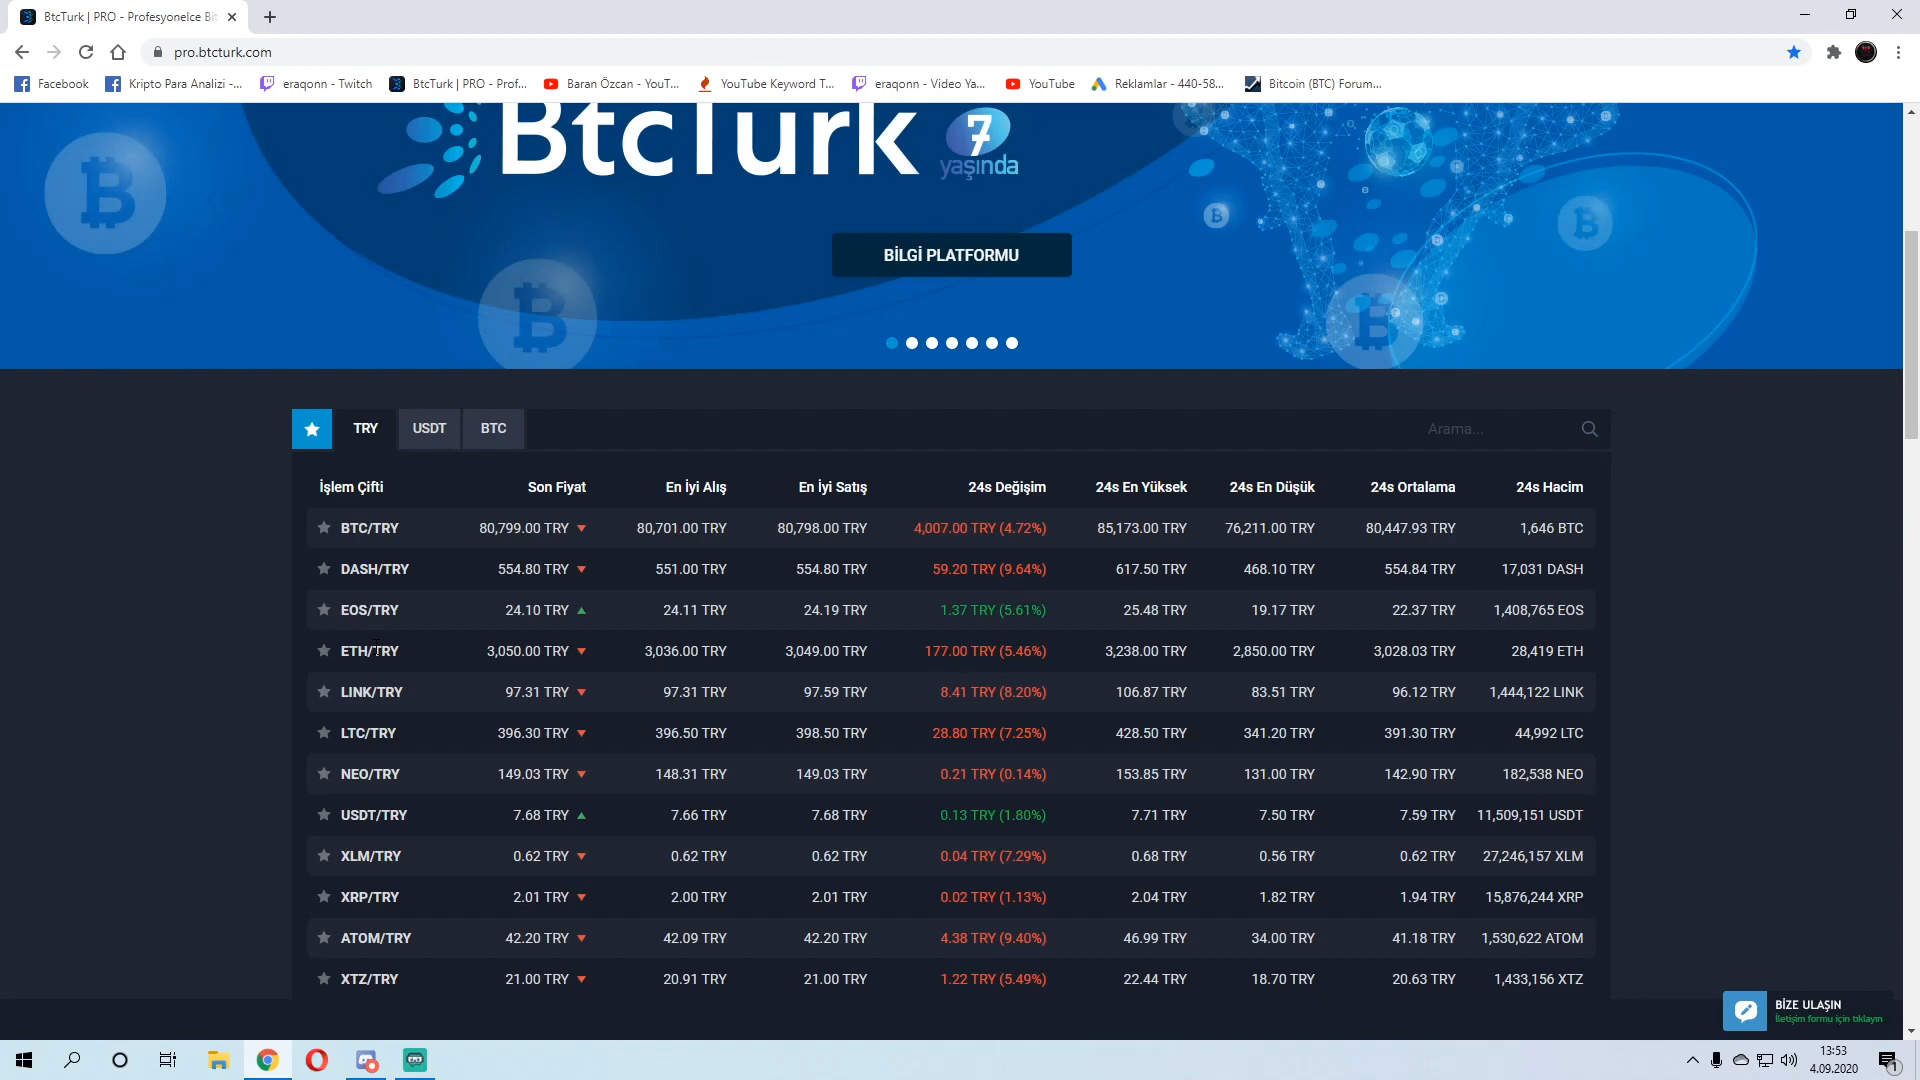 BtcTurk | PRO - Profesyonelce Bit
pro.btcturk.com
Facebook Kripto Para Analizi -... eraqonn - Twitch BtcTurk | PRO - Prof... Baran Özcan - YouT... YouTube Keyword T... eraqonn - Video Ya... YouTube Reklamlar - 440-58... Bitcoin (BTC) Forum...
BtcTurk 7
yaşında
BİLGİ PLATFORMU
TRY USDT BTC Arama...
İşlem Çifti Son Fiyat En İyi Alış En İyi Satış 24s Değişim 24s En Yüksek 24s En Düşük 24s Ortalama 24s Hacim
BTC/TRY 80,799.00 TRY 80,701.00 TRY 80,798.00 TRY 4,007.00 TRY (4.72%) 85,173.00 TRY 76,211.00 TRY 80,447.93 TRY 1,646 BTC
DASH/TRY 554.80 TRY 551.00 TRY 554.80 TRY 59.20 TRY (9.64%) 617.50 TRY 468.10 TRY 554.84 TRY 17,031 DASH
EOS/TRY 24.10 TRY 24.11 TRY 24.19 TRY 1.37 TRY (5.61%) 25.48 TRY 19.17 TRY 22.37 TRY 1,408,765 EOS
ETH/TRY 3,050.00 TRY 3,036.00 TRY 3,049.00 TRY 177.00 TRY (5.46%) 3,238.00 TRY 2,850.00 TRY 3,028.03 TRY 28,419 ETH
LINK/TRY 97.31 TRY 97.31 TRY 97.59 TRY 8.41 TRY (8.20%) 106.87 TRY 83.51 TRY 96.12 TRY 1,444,122 LINK
LTC/TRY 396.30 TRY 396.50 TRY 398.50 TRY 28.80 TRY (7.25%) 428.50 TRY 341.20 TRY 391.30 TRY 44,992 LTC
NEO/TRY 149.03 TRY 148.31 TRY 149.03 TRY 0.21 TRY (0.14%) 153.85 TRY 131.00 TRY 142.90 TRY 182,538 NEO
USDT/TRY 7.68 TRY 7.66 TRY 7.68 TRY 0.13 TRY (1.80%) 7.71 TRY 7.50 TRY 7.59 TRY 11,509,151 USDT
XLM/TRY 0.62 TRY 0.62 TRY 0.62 TRY 0.04 TRY (7.29%) 0.68 TRY 0.56 TRY 0.62 TRY 27,246,157 XLM
XRP/TRY 2.01 TRY 2.00 TRY 2.01 TRY 0.02 TRY (1.13%) 2.04 TRY 1.82 TRY 1.94 TRY 15,876,244 XRP
ATOM/TRY 42.20 TRY 42.09 TRY 42.20 TRY 4.38 TRY (9.40%) 46.99 TRY 34.00 TRY 41.18 TRY 1,530,622 ATOM
XTZ/TRY 21.00 TRY 20.91 TRY 21.00 TRY 1.22 TRY (5.49%) 22.44 TRY 18.70 TRY 20.63 TRY 1,433,156 XTZ
BİZE ULAŞIN
İletişim formu için tıklayın
13:53
4.09.2020
1